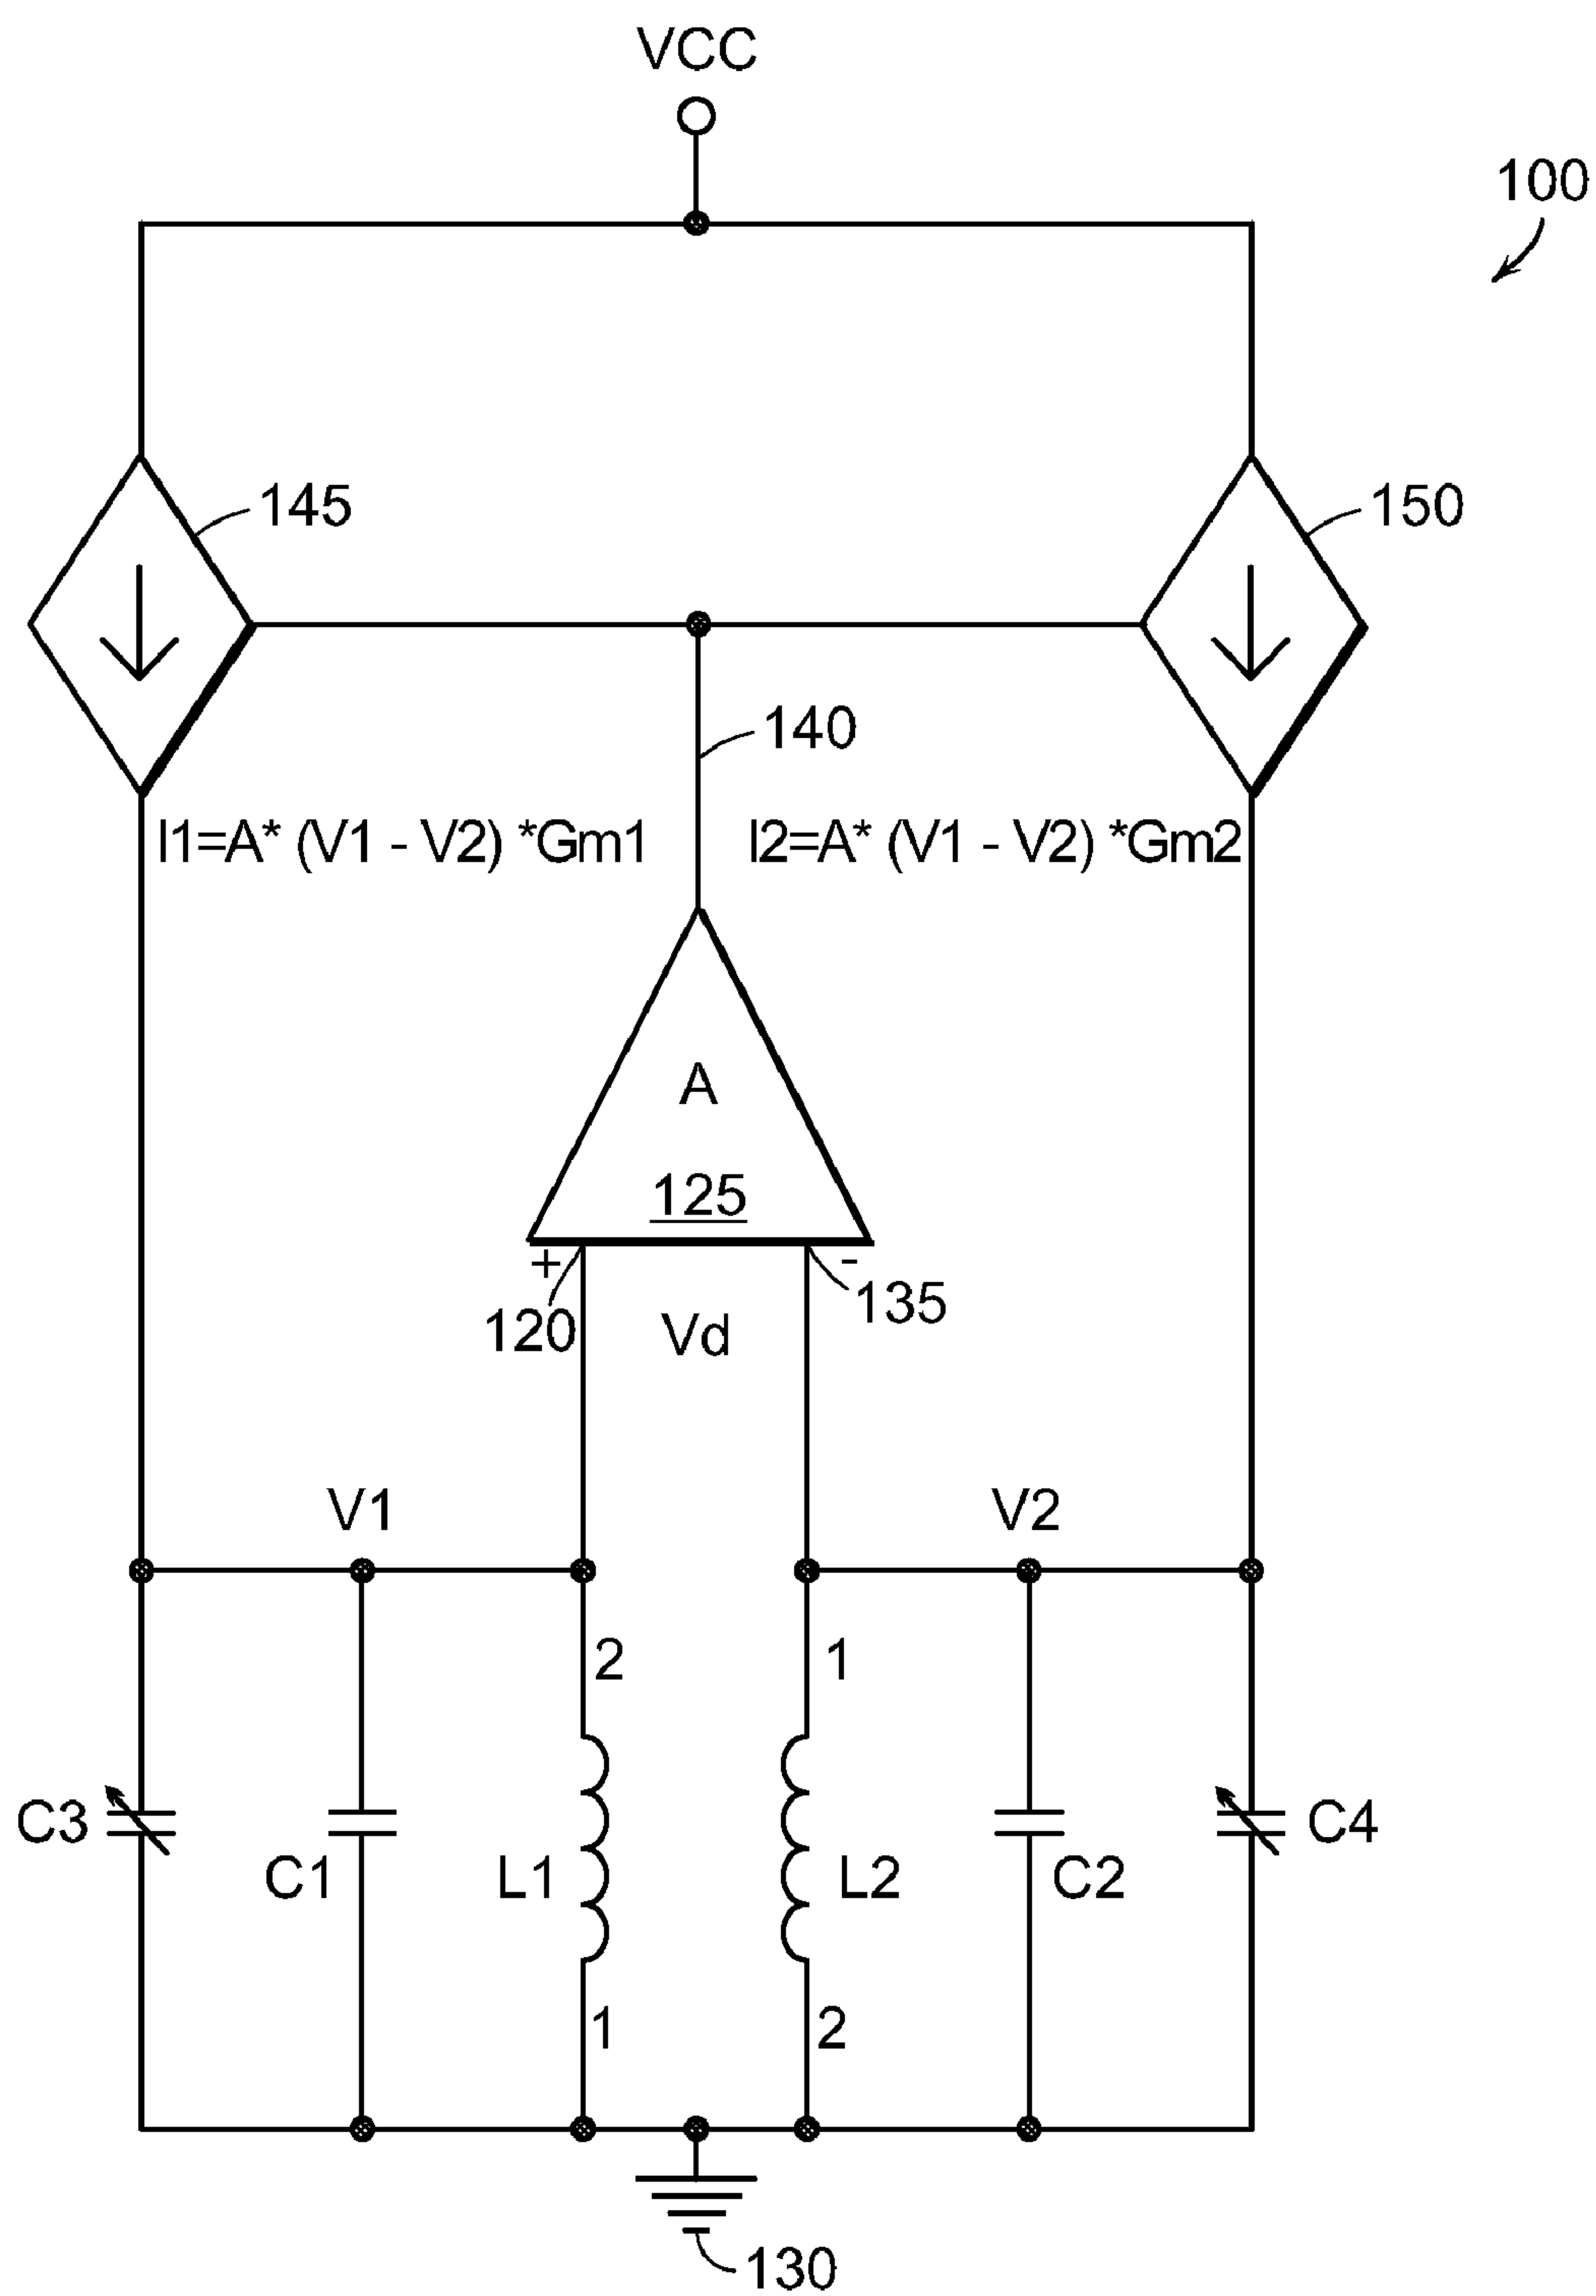 VCC
100
145
150
140
I1=A* (V1 - V2) *Gm1
I2=A* (V1 - V2) *Gm2
A
125
+
-
120
135
Vd
V1
V2
2
1
C3
C1
L1
L2
C2
C4
1
2
130